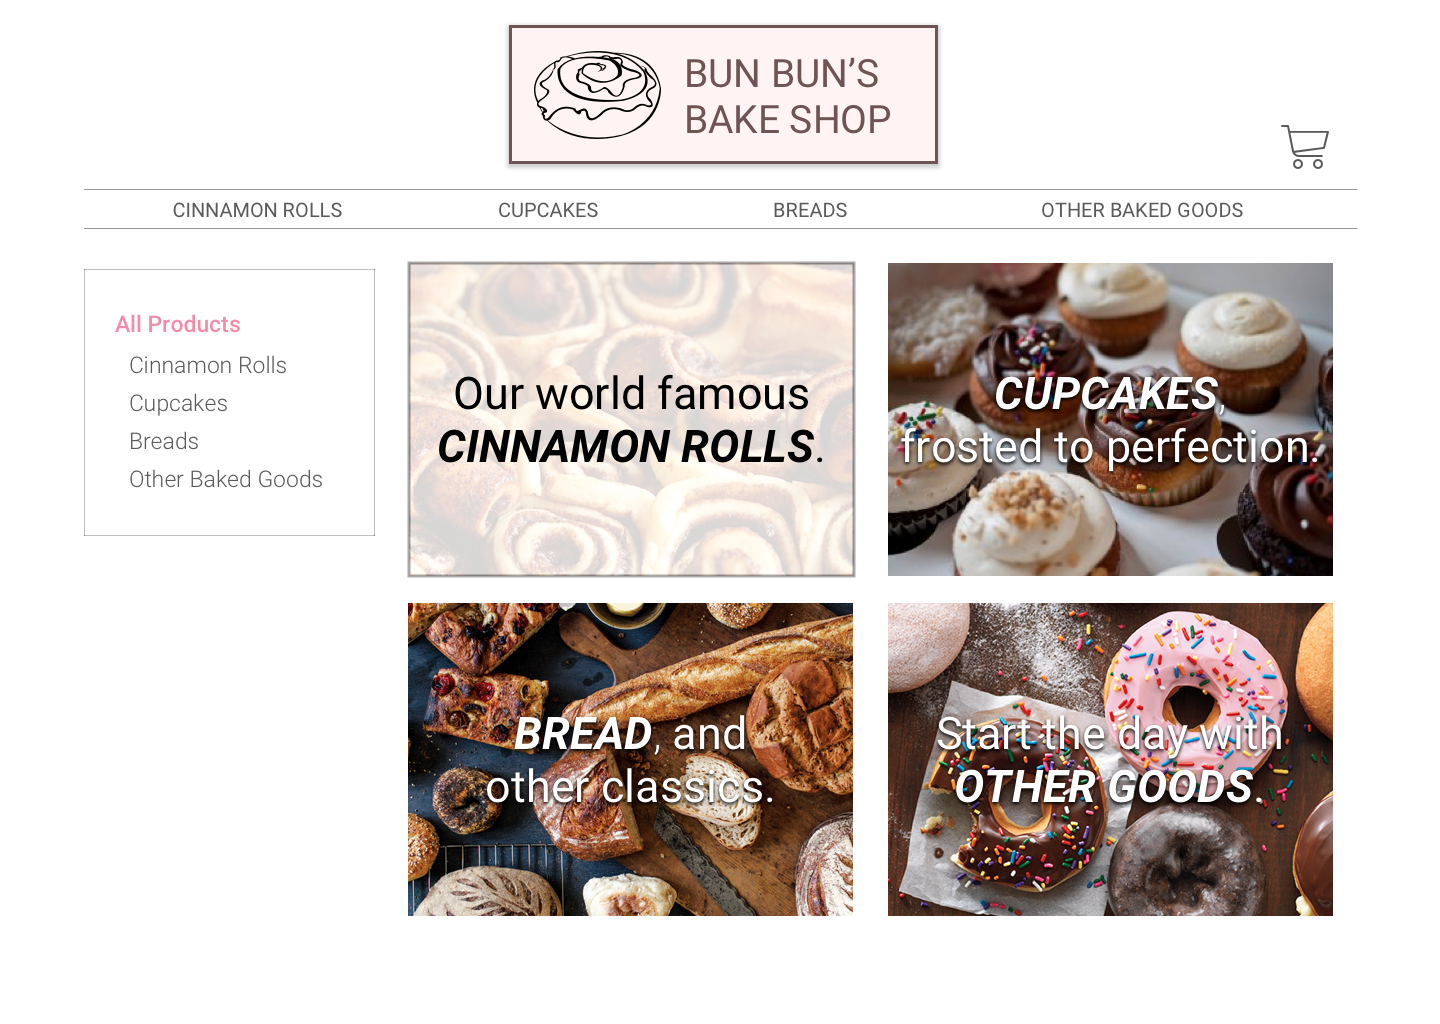 BUN BUN’S
BAKE SHOP
CINNAMON ROLLS CUPCAKES BREADS OTHER BAKED GOODS
All Products
Cinnamon Rolls
Cupcakes
Breads
Other Baked Goods
Our world famous
CINNAMON ROLLS.
CUPCAKES,
frosted to perfection.
BREAD, and
other classics.
Start the day with
OTHER GOODS.